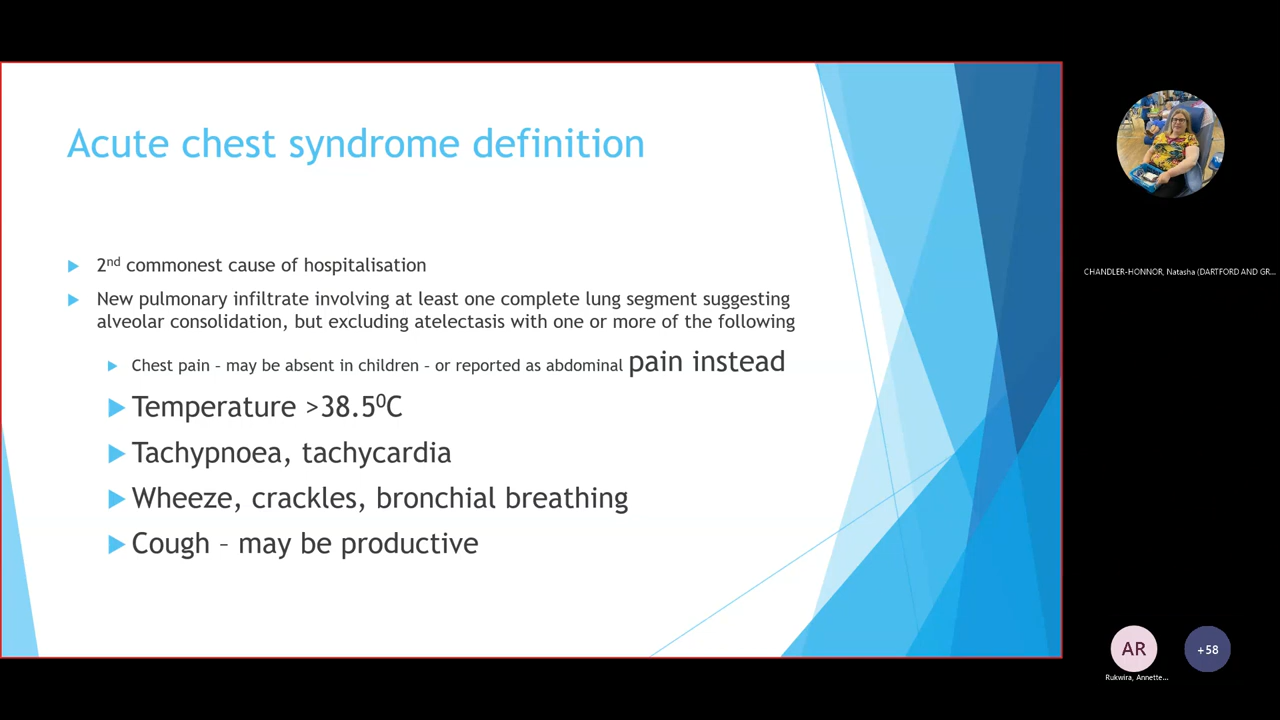 Acute chest syndrome definition
2nd commonest cause of hospitalisation
New pulmonary infiltrate involving at least one complete lung segment suggesting
alveolar consolidation, but excluding atelectasis with one or more of the following
Chest pain – may be absent in children – or reported as abdominal pain instead
Temperature >38.5⁰C
Tachypnoea, tachycardia
Wheeze, crackles, bronchial breathing
Cough – may be productive
CHANDLER-HONNOR, Natasha (DARTFORD AND GR...
AR
+58
Rukwira, Annette...